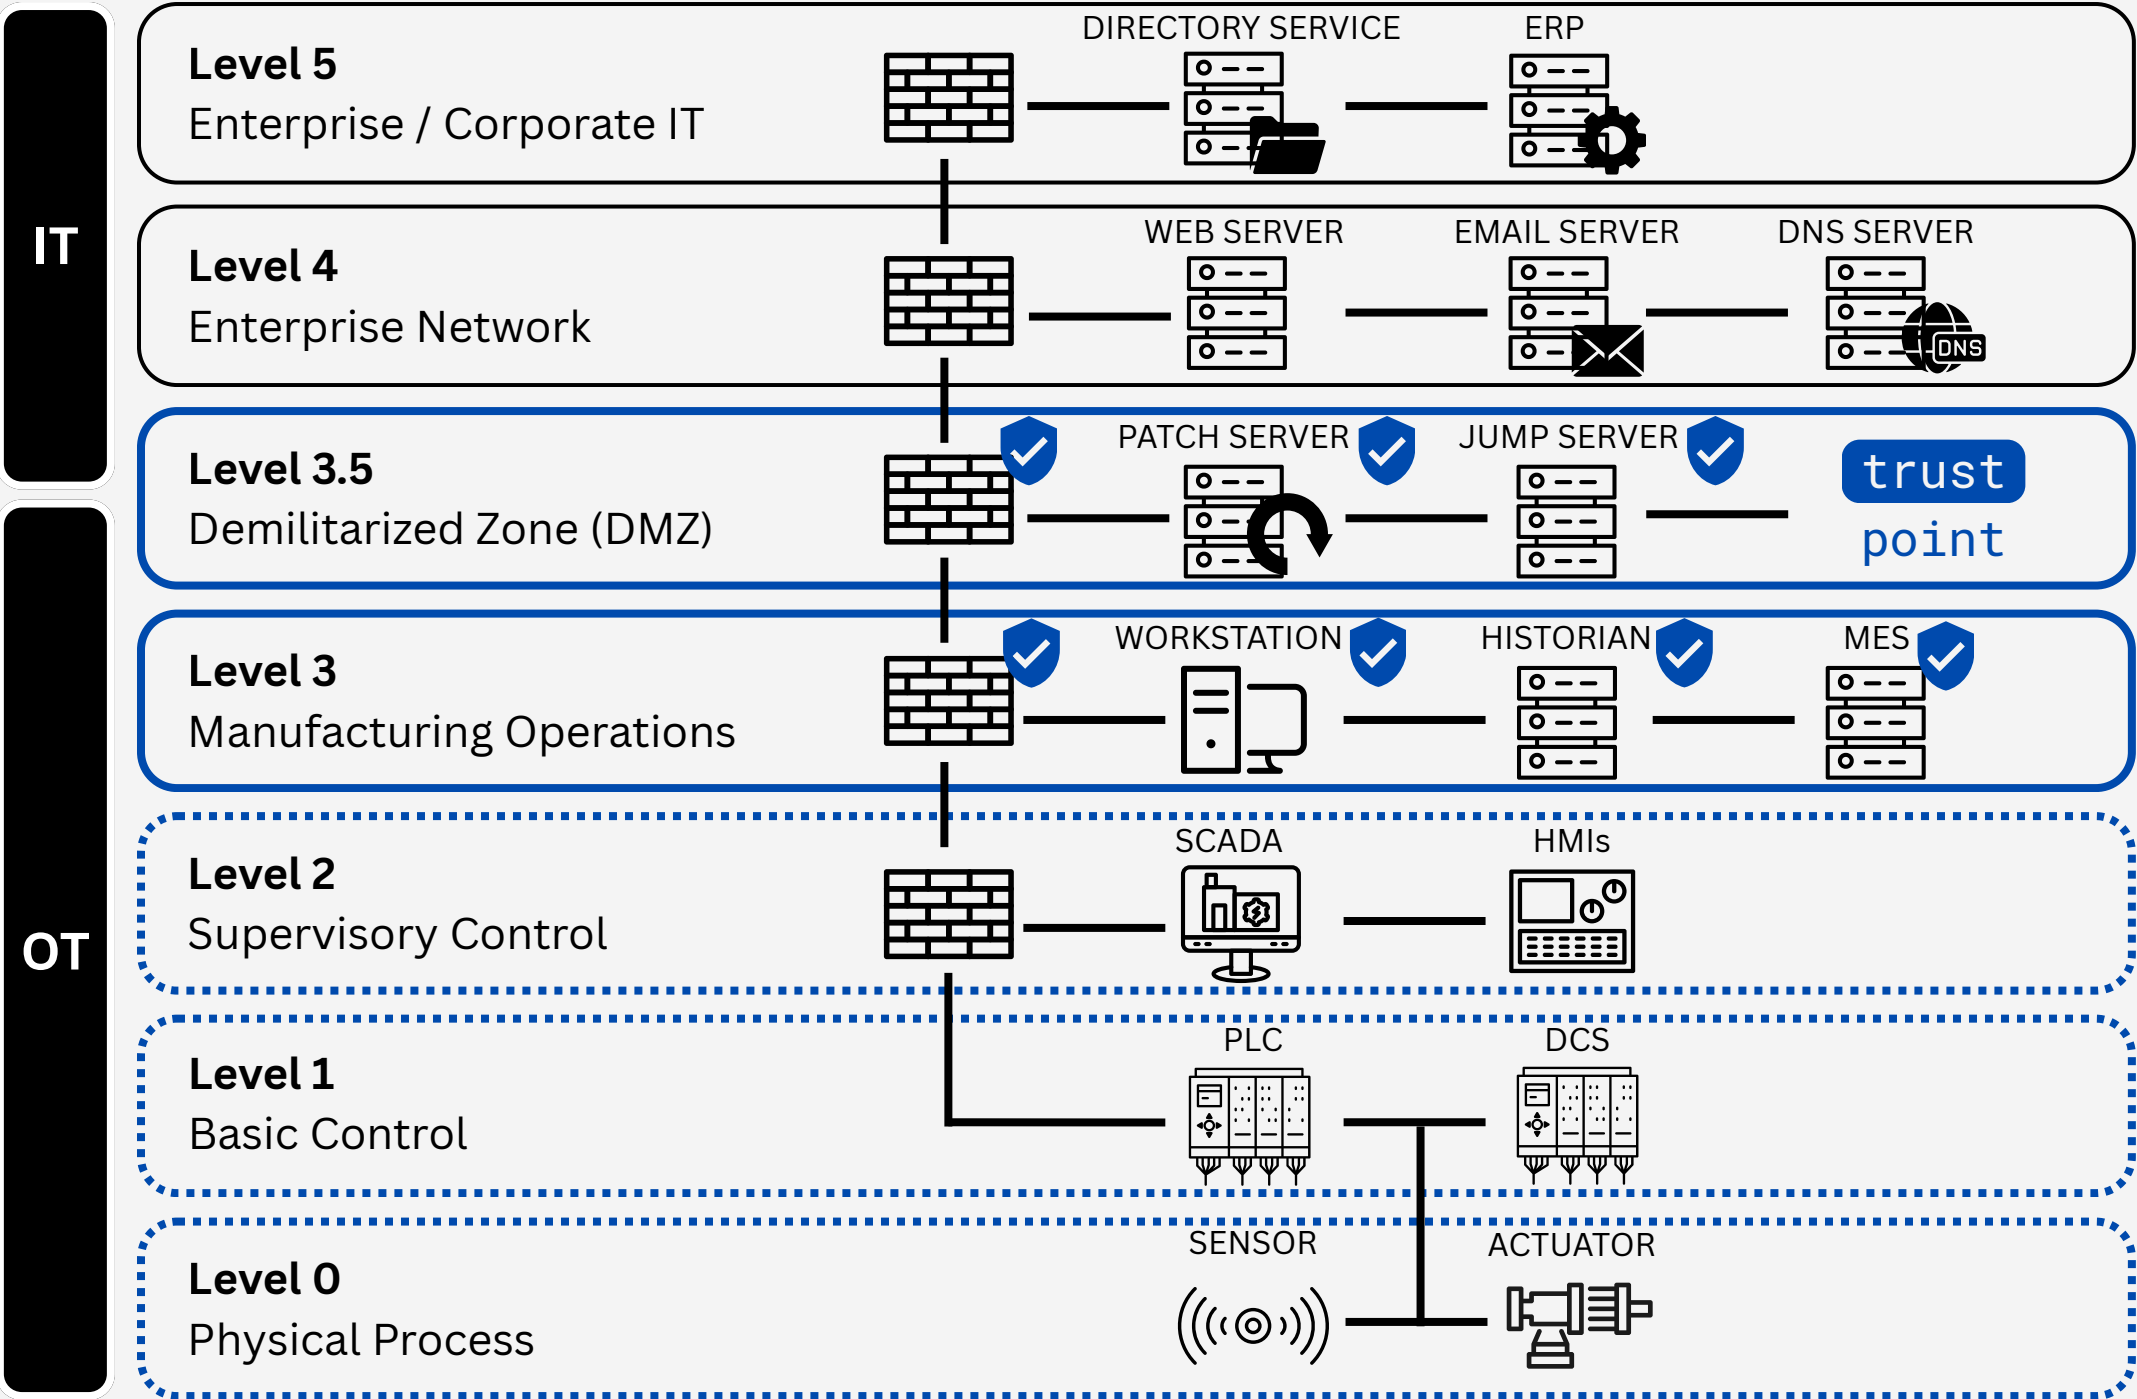 IT
OT
Level 5
Enterprise / Corporate IT
DIRECTORY SERVICE
ERP
Level 4
Enterprise Network
WEB SERVER
EMAIL SERVER
DNS SERVER
DNS
Level 3.5
Demilitarized Zone (DMZ)
PATCH SERVER
JUMP SERVER
trust
point
Level 3
Manufacturing Operations
WORKSTATION
HISTORIAN
MES
Level 2
Supervisory Control
SCADA
HMIs
Level 1
Basic Control
PLC
DCS
Level 0
Physical Process
SENSOR
ACTUATOR